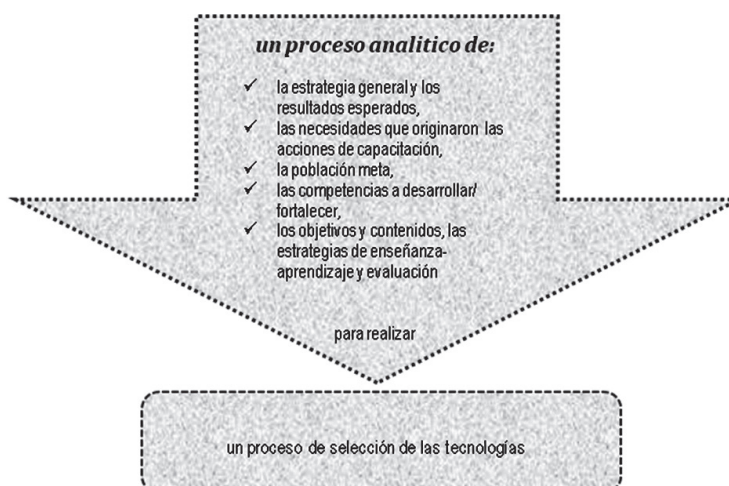 un proceso analitico de:
✓ la estrategia general y los
resultados esperados,
✓ las necesidades que originaron las
acciones de capacitación,
✓ la población meta,
✓ las competencias a desarrollar/
fortalecer,
✓ los objetivos y contenidos, las
estrategias de enseñanza-
aprendizaje y evaluación
para realizar
un proceso de selección de las tecnologías